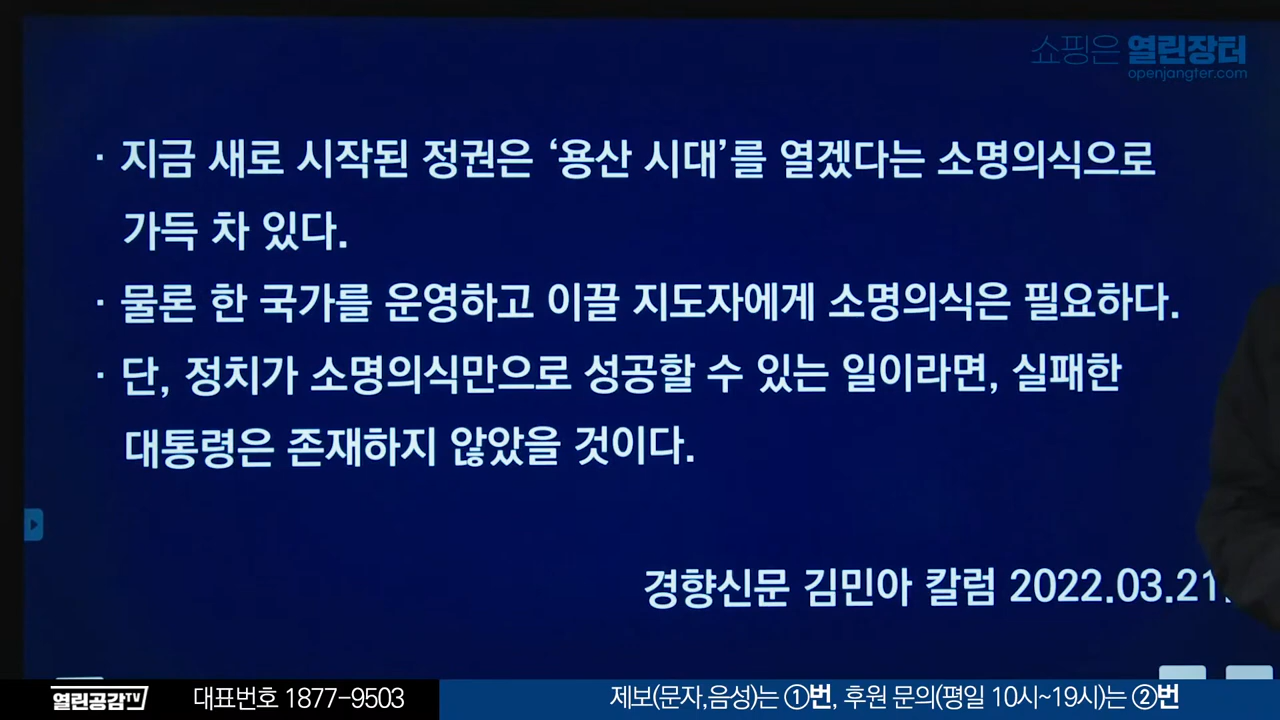 쇼핑은 열린장터
openjangter.com
· 지금 새로 시작된 정권은 ‘용산 시대’를 열겠다는 소명의식으로
가득 차 있다.
· 물론 한 국가를 운영하고 이끌 지도자에게 소명의식은 필요하다.
· 단, 정치가 소명의식만으로 성공할 수 있는 일이라면, 실패한
대통령은 존재하지 않았을 것이다.
경향신문 김민아 칼럼 2022.03.21.
열린공감TV 대표번호 1877-9503 제보(문자,음성)는 ①번, 후원 문의(평일 10시~19시)는 ②번